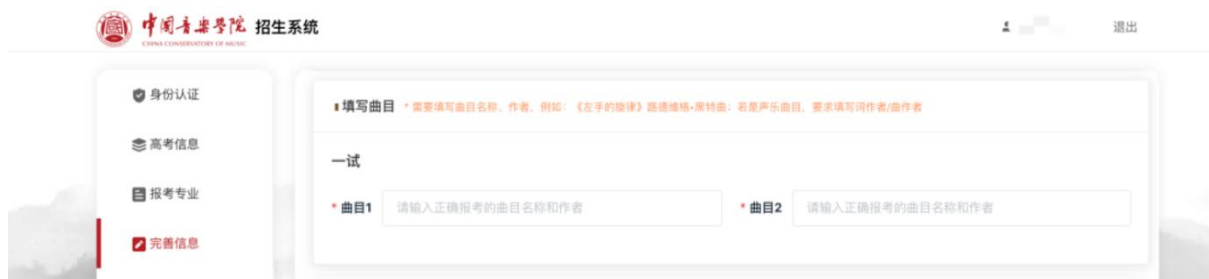 中国音乐学院 招生系统
CHINA CONSERVATORY OF MUSIC
退出
身份认证
高考信息
报考专业
完善信息
填写曲目 * 需要填写曲目名称、作者，例如：《左手的旋律》路德维格•席特曲；若是声乐曲目，要求填写词作者/曲作者
一试
* 曲目1 请输入正确报考的曲目名称和作者
* 曲目2 请输入正确报考的曲目名称和作者